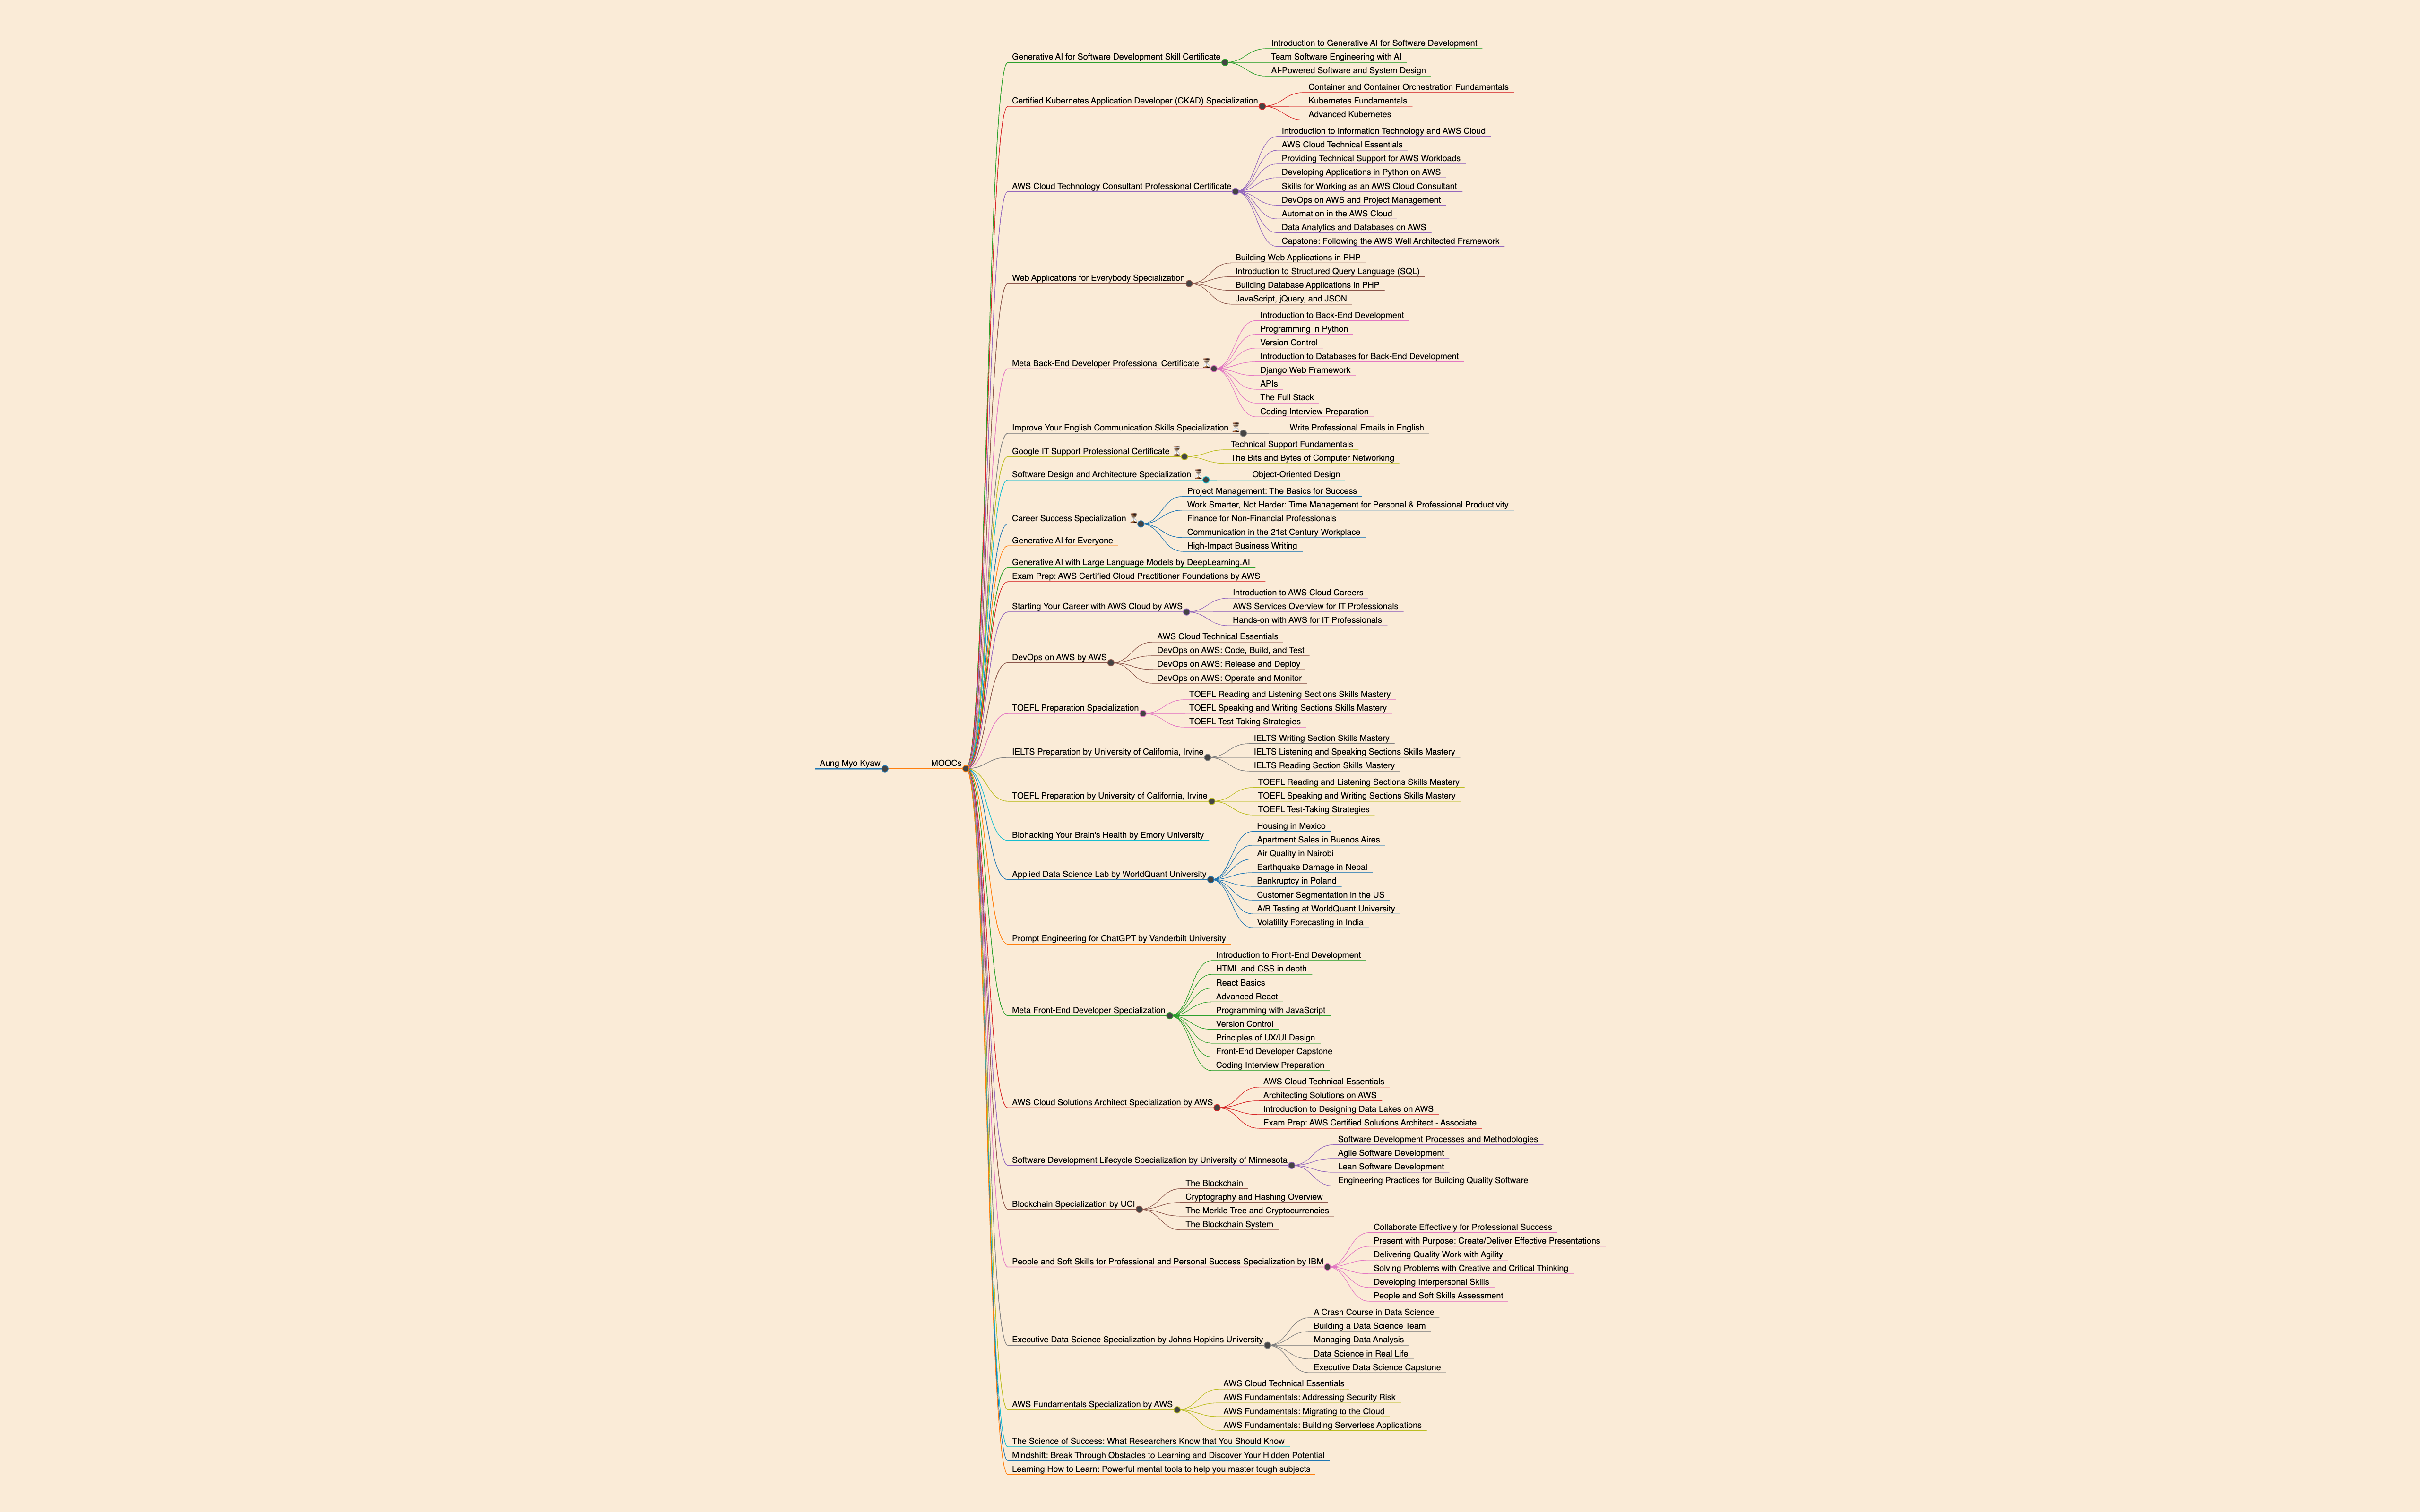 Aung Myo Kyaw
MOOCs
Generative AI for Software Development Skill Certificate
Introduction to Generative AI for Software Development
Team Software Engineering with AI
AI-Powered Software and System Design
Certified Kubernetes Application Developer (CKAD) Specialization
Container and Container Orchestration Fundamentals
Kubernetes Fundamentals
Advanced Kubernetes
AWS Cloud Technology Consultant Professional Certificate
Introduction to Information Technology and AWS Cloud
AWS Cloud Technical Essentials
Providing Technical Support for AWS Workloads
Developing Applications in Python on AWS
Skills for Working as an AWS Cloud Consultant
DevOps on AWS and Project Management
Automation in the AWS Cloud
Data Analytics and Databases on AWS
Capstone: Following the AWS Well Architected Framework
Web Applications for Everybody Specialization
Building Web Applications in PHP
Introduction to Structured Query Language (SQL)
Building Database Applications in PHP
JavaScript, jQuery, and JSON
Meta Back-End Developer Professional Certificate ⏳
Introduction to Back-End Development
Programming in Python
Version Control
Introduction to Databases for Back-End Development
Django Web Framework
APIs
The Full Stack
Coding Interview Preparation
Improve Your English Communication Skills Specialization ⏳
Write Professional Emails in English
Google IT Support Professional Certificate ⏳
Technical Support Fundamentals
The Bits and Bytes of Computer Networking
Software Design and Architecture Specialization ⏳
Object-Oriented Design
Career Success Specialization ⏳
Project Management: The Basics for Success
Work Smarter, Not Harder: Time Management for Personal & Professional Productivity
Finance for Non-Financial Professionals
Communication in the 21st Century Workplace
High-Impact Business Writing
Generative AI for Everyone
Generative AI with Large Language Models by DeepLearning.AI
Exam Prep: AWS Certified Cloud Practitioner Foundations by AWS
Starting Your Career with AWS Cloud by AWS
Introduction to AWS Cloud Careers
AWS Services Overview for IT Professionals
Hands-on with AWS for IT Professionals
DevOps on AWS by AWS
AWS Cloud Technical Essentials
DevOps on AWS: Code, Build, and Test
DevOps on AWS: Release and Deploy
DevOps on AWS: Operate and Monitor
TOEFL Preparation Specialization
TOEFL Reading and Listening Sections Skills Mastery
TOEFL Speaking and Writing Sections Skills Mastery
TOEFL Test-Taking Strategies
IELTS Preparation by University of California, Irvine
IELTS Writing Section Skills Mastery
IELTS Listening and Speaking Sections Skills Mastery
IELTS Reading Section Skills Mastery
TOEFL Preparation by University of California, Irvine
TOEFL Reading and Listening Sections Skills Mastery
TOEFL Speaking and Writing Sections Skills Mastery
TOEFL Test-Taking Strategies
Biohacking Your Brain's Health by Emory University
Applied Data Science Lab by WorldQuant University
Housing in Mexico
Apartment Sales in Buenos Aires
Air Quality in Nairobi
Earthquake Damage in Nepal
Bankruptcy in Poland
Customer Segmentation in the US
A/B Testing at WorldQuant University
Volatility Forecasting in India
Prompt Engineering for ChatGPT by Vanderbilt University
Meta Front-End Developer Specialization
Introduction to Front-End Development
HTML and CSS in depth
React Basics
Advanced React
Programming with JavaScript
Version Control
Principles of UX/UI Design
Front-End Developer Capstone
Coding Interview Preparation
AWS Cloud Solutions Architect Specialization by AWS
AWS Cloud Technical Essentials
Architecting Solutions on AWS
Introduction to Designing Data Lakes on AWS
Exam Prep: AWS Certified Solutions Architect - Associate
Software Development Lifecycle Specialization by University of Minnesota
Software Development Processes and Methodologies
Agile Software Development
Lean Software Development
Engineering Practices for Building Quality Software
Blockchain Specialization by UCI
The Blockchain
Cryptography and Hashing Overview
The Merkle Tree and Cryptocurrencies
The Blockchain System
People and Soft Skills for Professional and Personal Success Specialization by IBM
Collaborate Effectively for Professional Success
Present with Purpose: Create/Deliver Effective Presentations
Delivering Quality Work with Agility
Solving Problems with Creative and Critical Thinking
Developing Interpersonal Skills
People and Soft Skills Assessment
Executive Data Science Specialization by Johns Hopkins University
A Crash Course in Data Science
Building a Data Science Team
Managing Data Analysis
Data Science in Real Life
Executive Data Science Capstone
AWS Fundamentals Specialization by AWS
AWS Cloud Technical Essentials
AWS Fundamentals: Addressing Security Risk
AWS Fundamentals: Migrating to the Cloud
AWS Fundamentals: Building Serverless Applications
The Science of Success: What Researchers Know that You Should Know
Mindshift: Break Through Obstacles to Learning and Discover Your Hidden Potential
Learning How to Learn: Powerful mental tools to help you master tough subjects